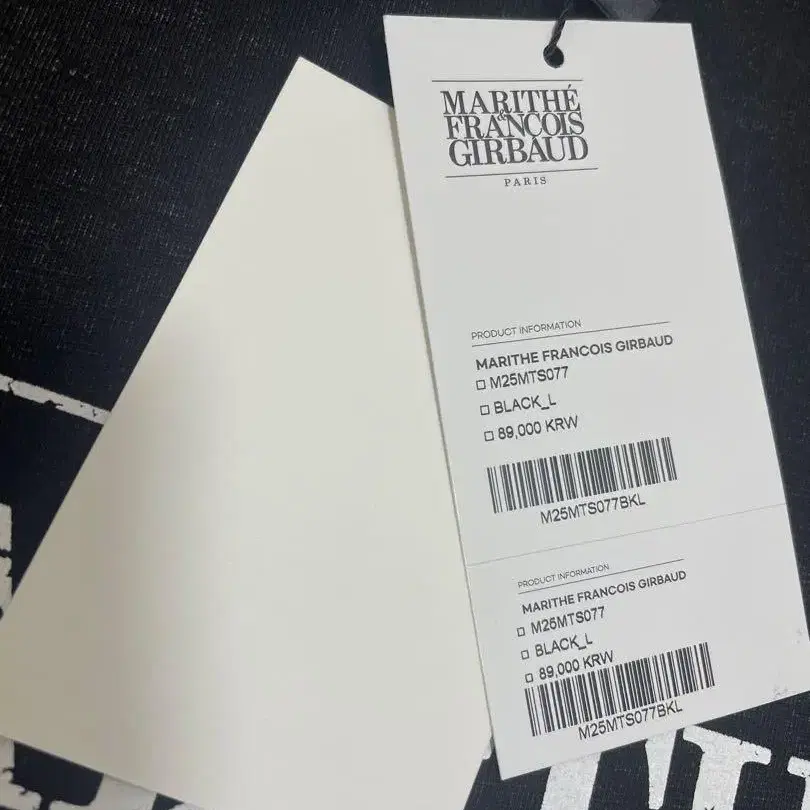 MARITHÉ
&
FRANCOIS
GIRBAUD
PARIS
PRODUCT INFORMATION
MARITHE FRANCOIS GIRBAUD
□ M25MTS077
□ BLACK_L
□ 89,000 KRW
M25MTS077BKL
PRODUCT INFORMATION
MARITHE FRANCOIS GIRBAUD
□ M25MTS077
□ BLACK_L
□ 89,000 KRW
M25MTS077BKL